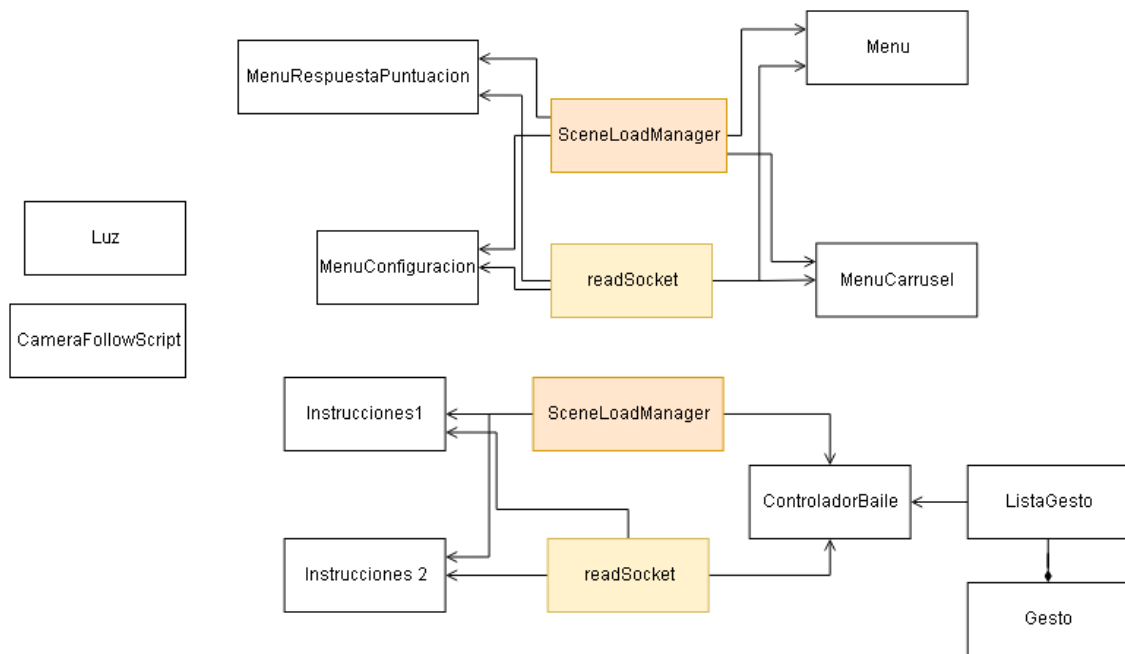 Menu
MenuRespuestaPuntuacion
SceneLoadManager
Luz
MenuConfiguracion
readSocket
MenuCarrusel
CameraFollowScript
Instrucciones1
SceneLoadManager
ControladorBaile
ListaGesto
Instrucciones 2
readSocket
Gesto